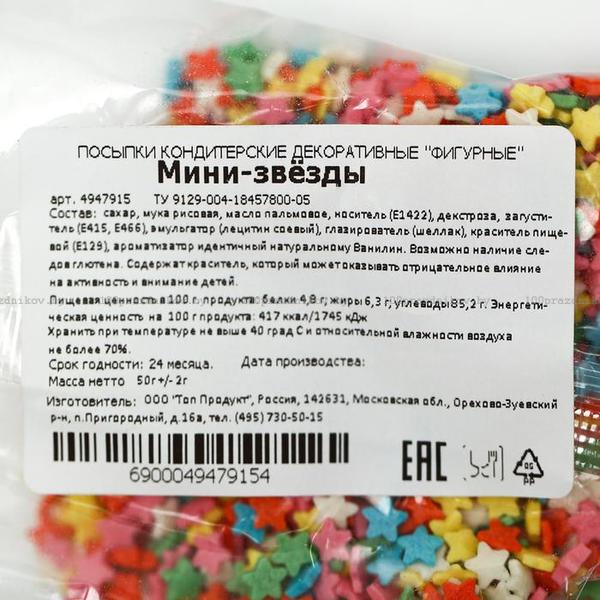 ПОСЫПКИ КОНДИТЕРСКИЕ ДЕКОРАТИВНЫЕ "ФИГУРНЫЕ"
Мини-звёзды
арт. 4947915 ТУ 9129-004-18457800-05
Состав: сахар, мука рисовая, масло пальмовое, носитель (Е1422), декстроза, загусти-
тель (Е415, Е466), эмульгатор (лецитин соевый), глазирователь (шеллак), краситель пище-
вой (Е129), ароматизатор идентичный натуральному Ванилин. Возможно наличие сле-
дов глютена. Содержат краситель, который может оказывать отрицательное влияние
на активность и внимание детей.
Пищевая ценность в 100 г. продукта: белки 4,8 г; жиры 6,3 г; углеводы 85,2 г. Энергети-
ческая ценность на 100 г продукта: 417 ккал/1745 кДж
Хранить при температуре не выше 40 град С и относительной влажности воздуха
не более 70%.
Срок годности: 24 месяца. Дата производства:
Масса нетто 50г+/-2г
Изготовитель: ООО "Топ Продукт", Россия, 142631, Московская обл., Орехово-Зуевский
р-н, п.Пригородный, д.16а, тел. (495) 730-50-15
6900049479154
ЕАС
05
PP